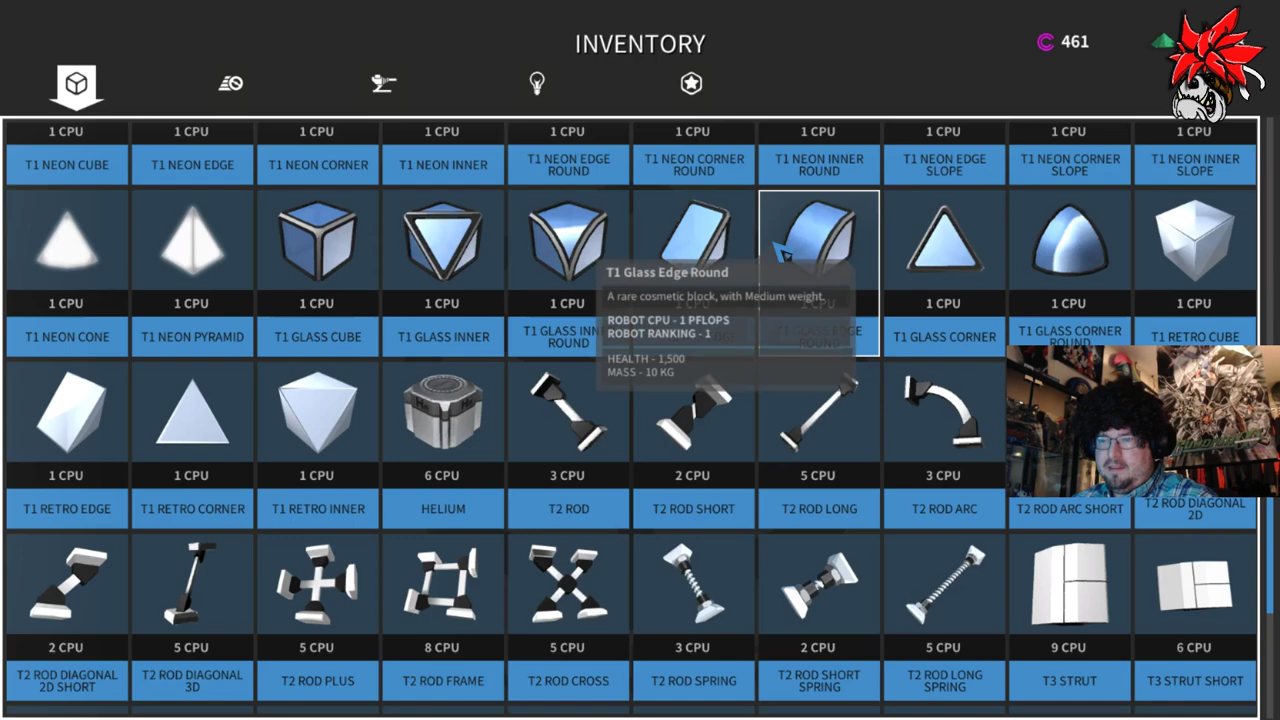 INVENTORY
461
1 CPU 1 CPU 1 CPU 1 CPU 1 CPU 1 CPU 1 CPU 1 CPU 1 CPU 1 CPU
T1 NEON CUBE
T1 NEON EDGE
T1 NEON CORNER
T1 NEON INNER
T1 NEON EDGE
ROUND
T1 NEON CORNER
ROUND
T1 NEON INNER
ROUND
T1 NEON EDGE
SLOPE
T1 NEON CORNER
SLOPE
T1 NEON INNER
SLOPE
T1 Glass Edge Round
A rare cosmetic block, with Medium weight.
ROBOT CPU - 1 PFLOPS
ROBOT RANKING - 1
HEALTH - 1,500
MASS - 10 KG
1 CPU 1 CPU 1 CPU 1 CPU 1 CPU 1 CPU 1 CPU 1 CPU
T1 NEON CONE
T1 NEON PYRAMID
T1 GLASS CUBE
T1 GLASS INNER
T1 GLASS INN
ROUND
T1 GLASS CORNER
T1 GLASS CORNER
ROUND
T1 RETRO CUBE
1 CPU 1 CPU 1 CPU 6 CPU 3 CPU 2 CPU 5 CPU 3 CPU
T1 RETRO EDGE
T1 RETRO CORNER
T1 RETRO INNER
HELIUM
T2 ROD
T2 ROD SHORT
T2 ROD LONG
T2 ROD ARC
T2 ROD ARC SHORT
T2 ROD DIAGONAL
2D
2 CPU 5 CPU 5 CPU 8 CPU 5 CPU 3 CPU 2 CPU 5 CPU 9 CPU 6 CPU
T2 ROD DIAGONAL
2D SHORT
T2 ROD DIAGONAL
3D
T2 ROD PLUS
T2 ROD FRAME
T2 ROD CROSS
T2 ROD SPRING
T2 ROD SHORT
SPRING
T2 ROD LONG
SPRING
T3 STRUT
T3 STRUT SHORT